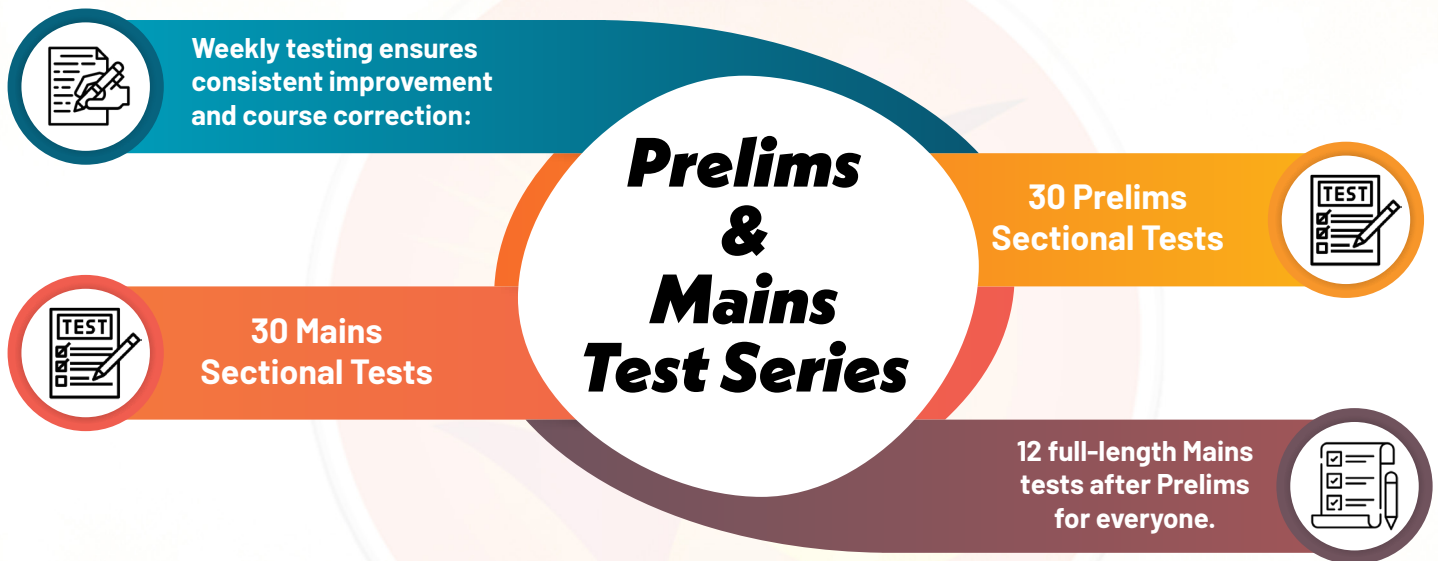 Weekly testing ensures
consistent improvement
and course correction:
Prelims
&
Mains
Test Series
30 Prelims
Sectional Tests
TEST
30 Mains
Sectional Tests
TEST
12 full-length Mains
tests after Prelims
for everyone.